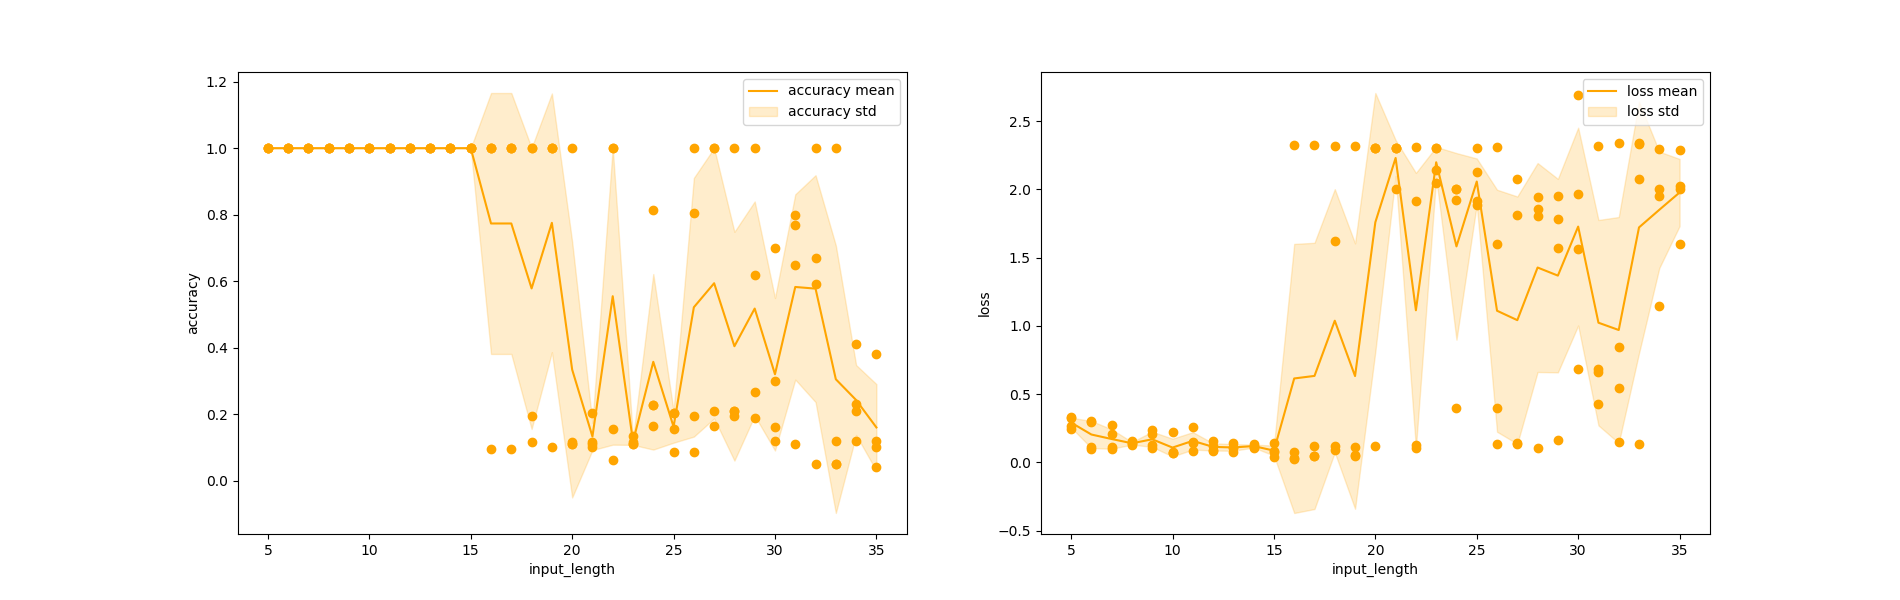 1.2
1.0
0.8
0.6
0.4
0.2
0.0
accuracy
5 10 15 20 25 30 35
input_length
accuracy mean
accuracy std
2.5
2.0
1.5
1.0
0.5
0.0
−0.5
loss
5 10 15 20 25 30 35
input_length
loss mean
loss std